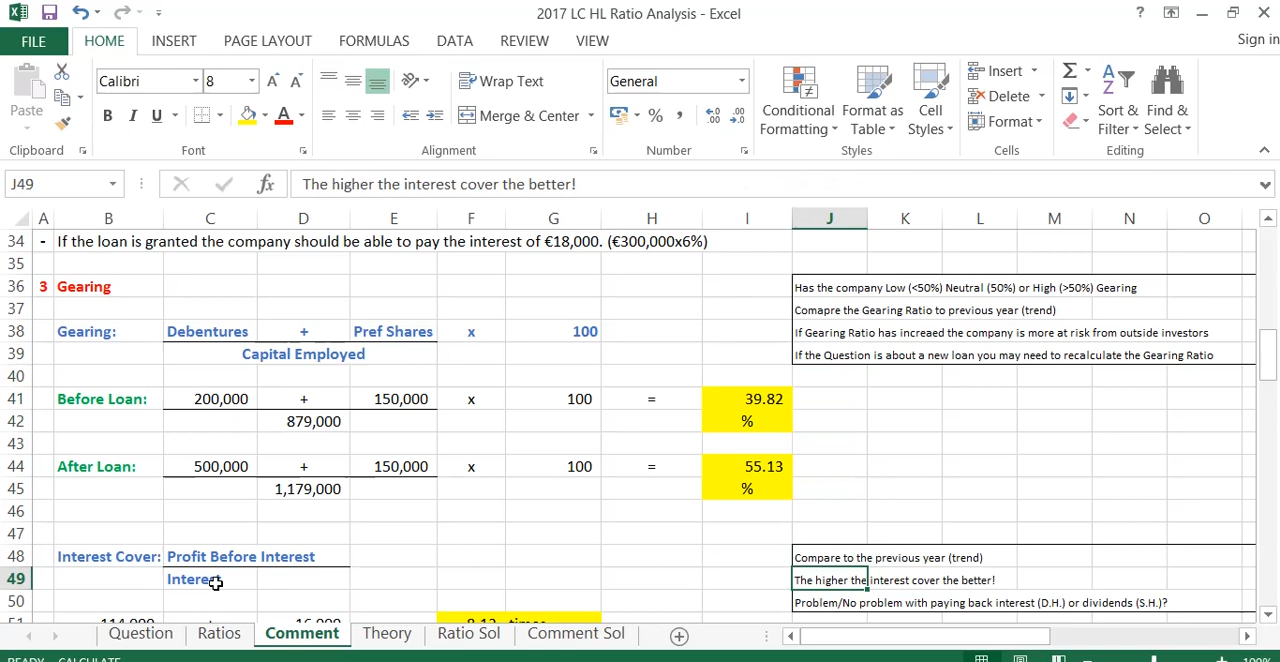 2017 LC HL Ratio Analysis - Excel
? 
Sign in
FILE HOME INSERT PAGE LAYOUT FORMULAS DATA REVIEW VIEW
Paste
Clipboard
Calibri 8
B I U A
Font
Wrap Text
Merge & Center
Alignment
General
% , 
Number
Conditional Formatting
Format as Table
Cell Styles
Styles
Insert
Delete
Format
Cells
Sort & Filter
Find & Select
Editing
J49 fx The higher the interest cover the better!
A B C D E F G H I J K L M N O
34 - If the loan is granted the company should be able to pay the interest of €18,000. (€300,000x6%)
35
36 3 Gearing Has the company Low (<50%) Neutral (50%) or High (>50%) Gearing
37 Comapre the Gearing Ratio to previous year (trend)
38 Gearing: Debentures + Pref Shares x 100 If Gearing Ratio has increaed the company is more at risk from outside investors
39 Capital Employed If the Question is about a new loan you may need to recalculate the Gearing Ratio
40
41 Before Loan: 200,000 + 150,000 x 100 = 39.82
42 879,000 %
43
44 After Loan: 500,000 + 150,000 x 100 = 55.13
45 1,179,000 %
46
47
48 Interest Cover: Profit Before Interest Compare to the previous year (trend)
49 Interest The higher the interest cover the better!
50 Problem/No problem with paying back interest (D.H.) or dividends (S.H.)?
Question Ratios Comment Theory Ratio Sol Comment Sol